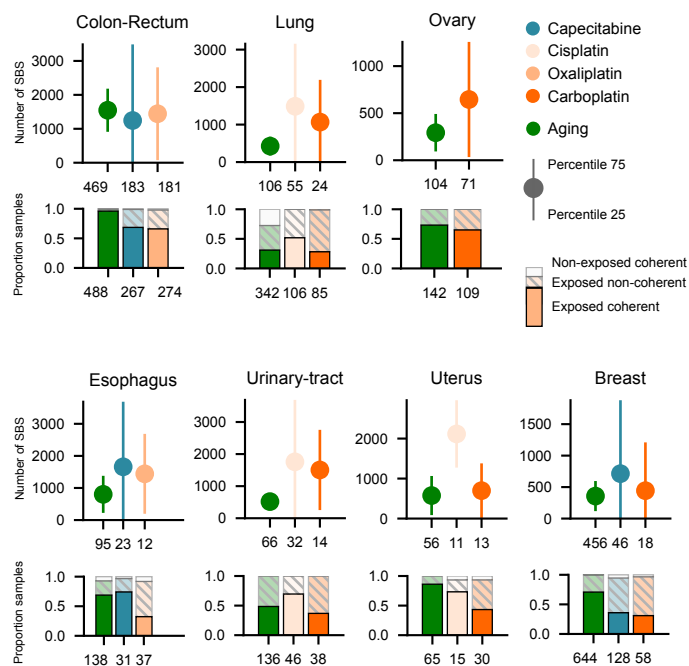 Colon-Rectum
Lung
Ovary
Number of SBS
3000
2000
1000
0
469 183 181
3000
2000
1000
0
106 55 24
1000
500
0
104 71
Capecitabine
Cisplatin
Oxaliplatin
Carboplatin
Aging
Percentile 75
Percentile 25
Proportion samples
1.0
0.5
0.0
488 267 274
1.0
0.5
0.0
342 106 85
1.0
0.5
0.0
142 109
Non-exposed coherent
Exposed non-coherent
Exposed coherent
Esophagus
Urinary-tract
Uterus
Breast
Number of SBS
3000
2000
1000
0
95 23 12
3000
2000
1000
0
66 32 14
2000
1000
0
56 11 13
1500
1000
500
0
456 46 18
Proportion samples
1.0
0.5
0.0
138 31 37
1.0
0.5
0.0
136 46 38
1.0
0.5
0.0
65 15 30
1.0
0.5
0.0
644 128 58